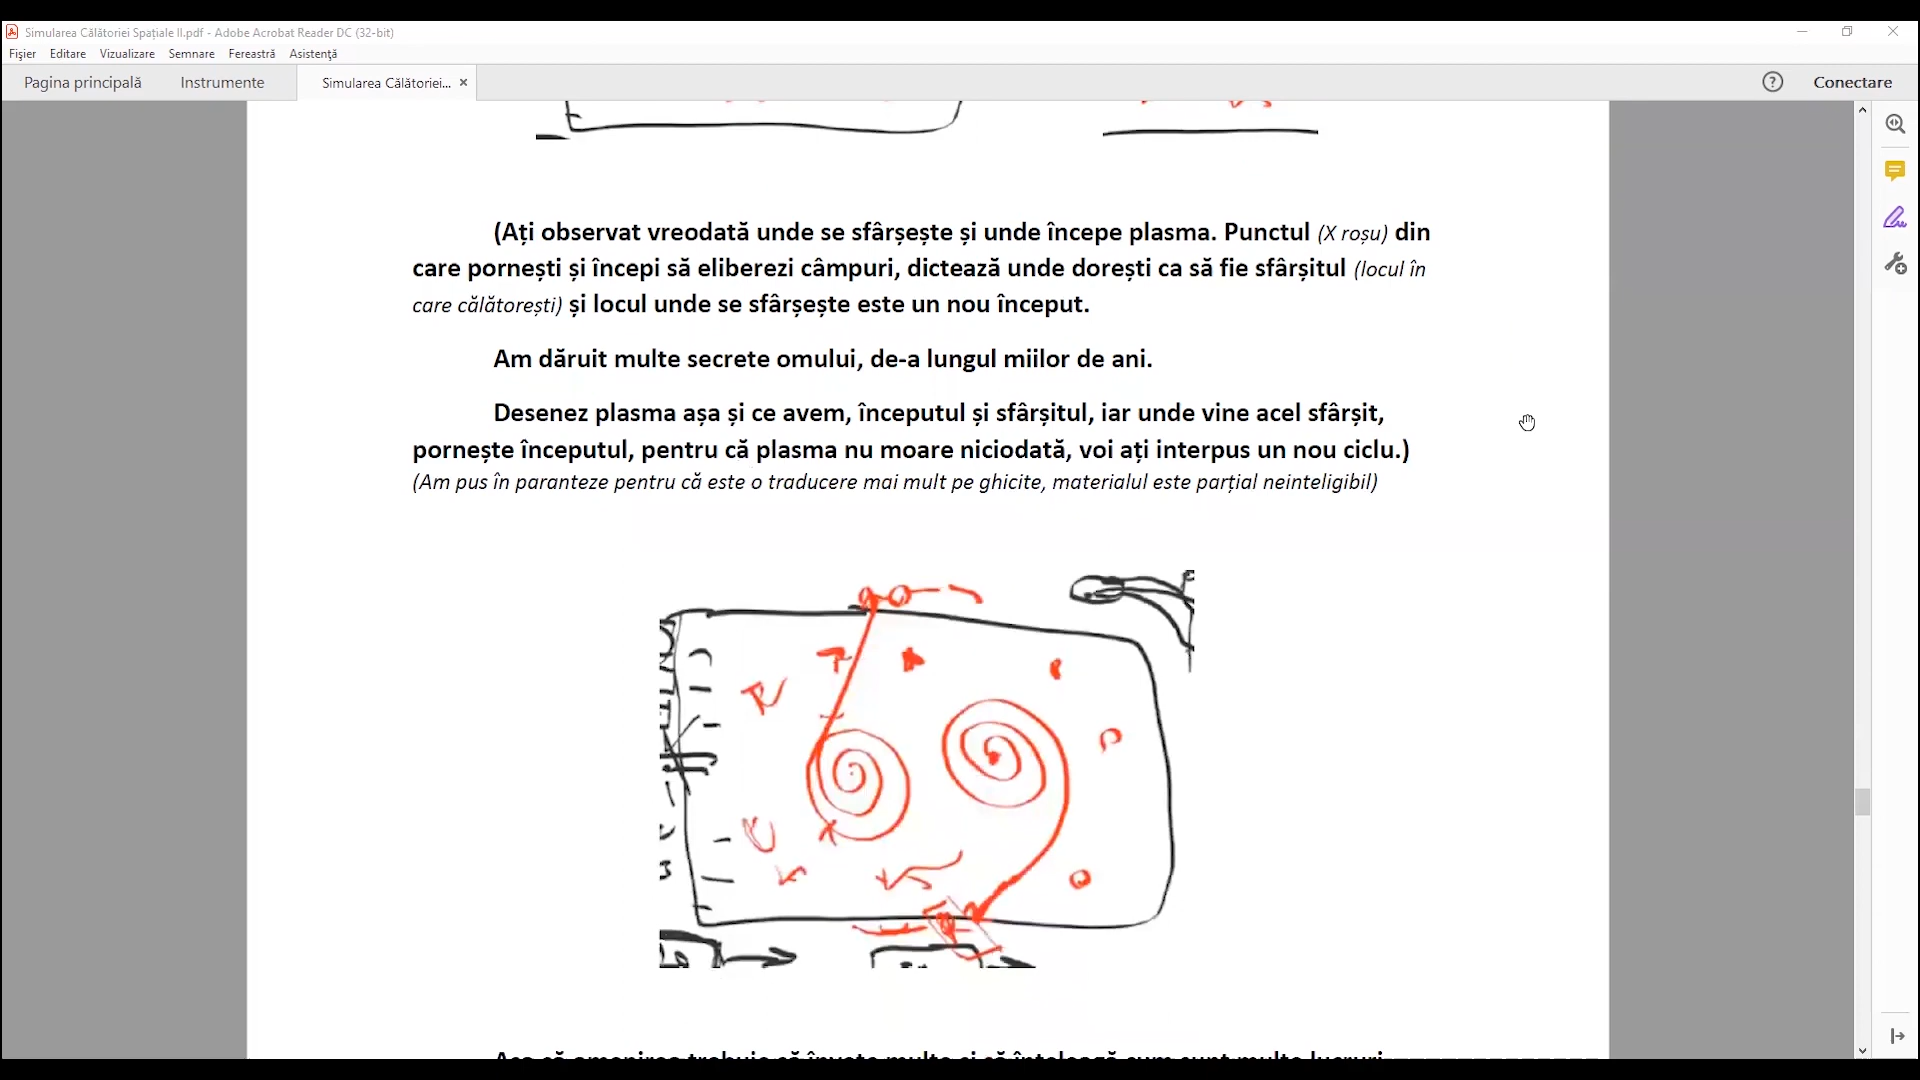 Simularea Călătoriei Spațiale II.pdf - Adobe Acrobat Reader DC (32-bit)
Fișier Editare Vizualizare Semnare Fereastră Asistență
Pagina principală Instrumente Simularea Călătoriei... × ? Conectare
(Ați observat vreodată unde se sfârșește și unde începe plasma. Punctul (X roșu) din
care pornești și începi să eliberezi câmpuri, dictează unde dorești ca să fie sfârșitul (locul în
care călătorești) și locul unde se sfârșește este un nou început.
Am dăruit multe secrete omului, de-a lungul miilor de ani.
Desenez plasma așa și ce avem, începutul și sfârșitul, iar unde vine acel sfârșit,
pornește începutul, pentru că plasma nu moare niciodată, voi ați interpus un nou ciclu.)
(Am pus în paranteze pentru că este o traducere mai mult pe ghicite, materialul este parțial neinteligibil)